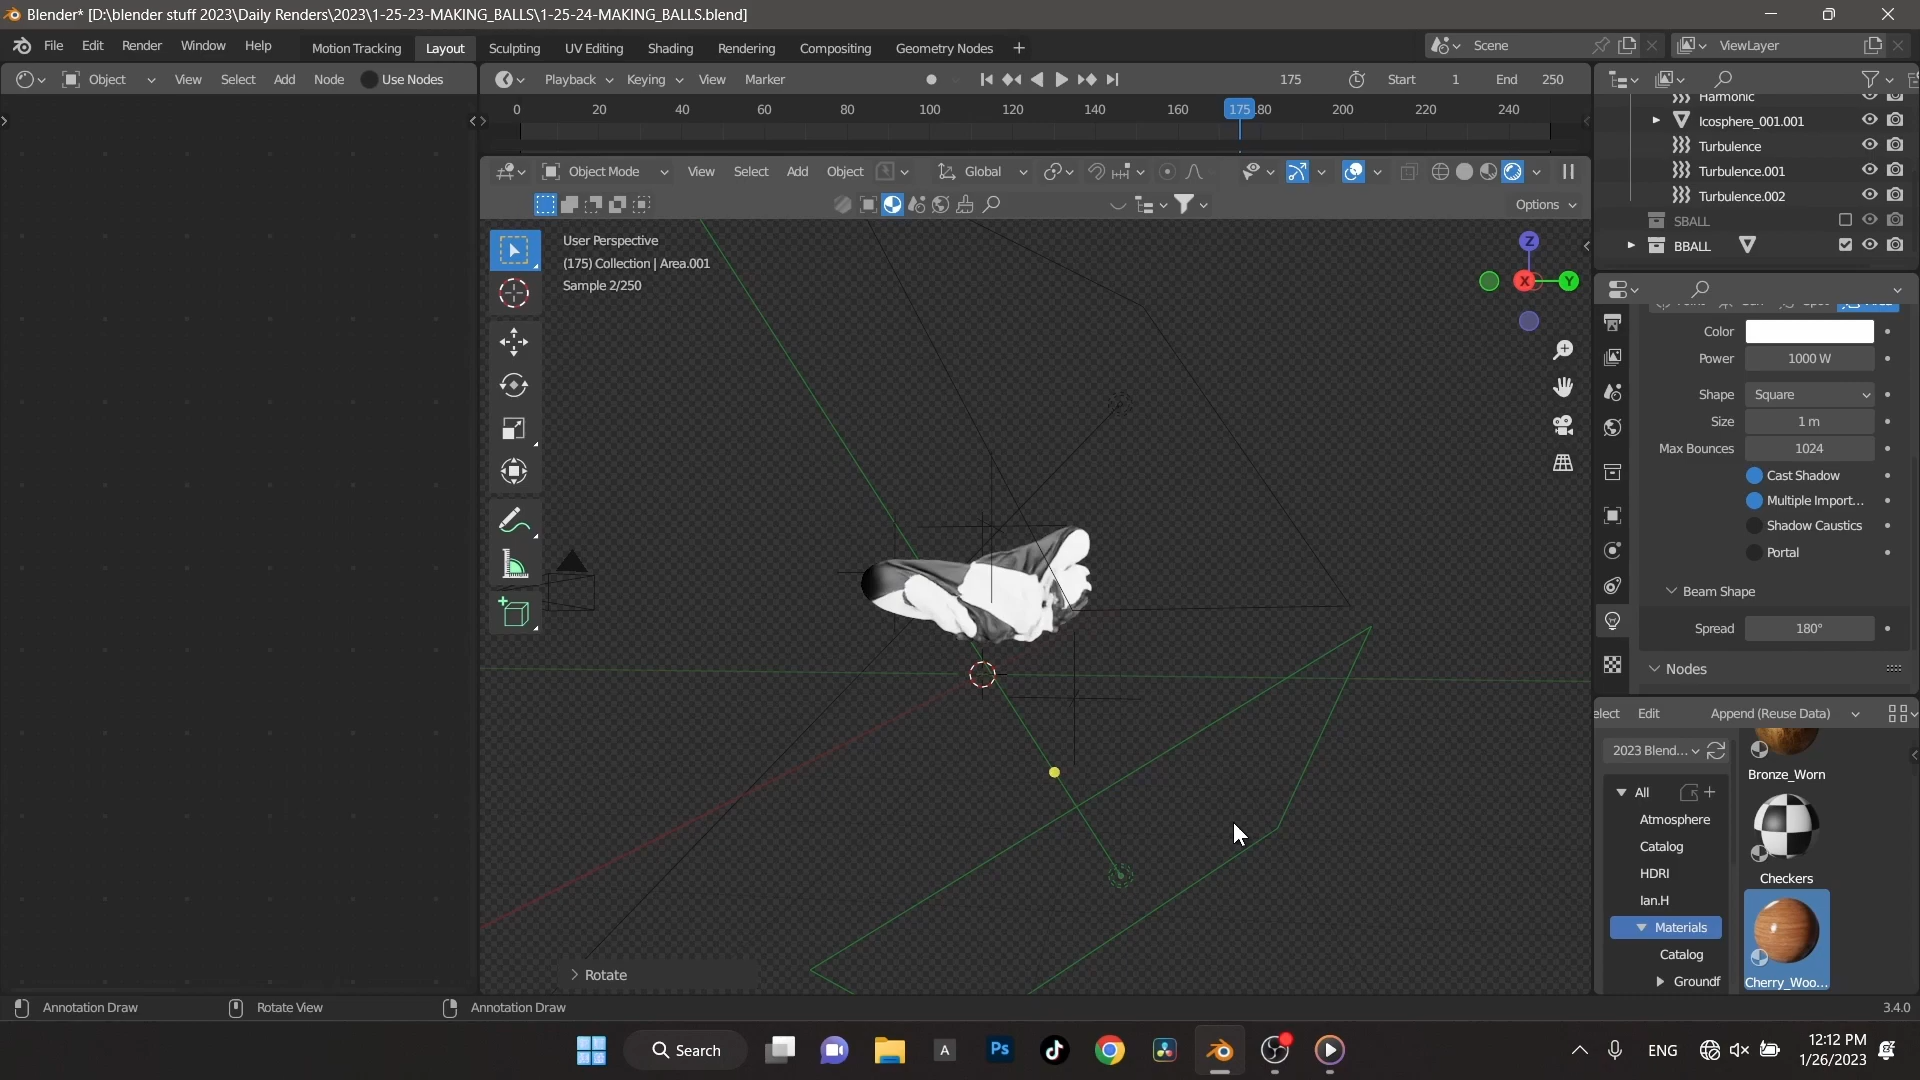 Blender* [D:\blender stuff 2023\Daily Renders\2023\1-25-23-MAKING_BALLS\1-25-24-MAKING_BALLS.blend]
File Edit Render Window Help Motion Tracking Layout Sculpting UV Editing Shading Rendering Compositing Geometry Nodes Scene ViewLayer
Object View Select Add Node Use Nodes
Playback Keying View Marker 175 Start 1 End 250
0 20 40 60 80 100 120 140 160 175 80 200 220 240
Object Mode View Select Add Object Global
Options
User Perspective
(175) Collection | Area.001
Sample 2/250
Z
X
Y
Rotate
Harmonic
Icosphere_001.001
Turbulence
Turbulence.001
Turbulence.002
SBALL
BBALL
Color
Power 1000 W
Shape Square
Size 1 m
Max Bounces 1024
Cast Shadow
Multiple Import...
Shadow Caustics
Portal
Beam Shape
Spread 180°
Nodes
elect Edit Append (Reuse Data)
2023 Blend...
All
Atmosphere
Catalog
HDRI
Ian.H
Materials
Catalog
Groundf
Bronze_Worn
Checkers
Cherry_Woo...
Annotation Draw Rotate View Annotation Draw 3.4.0
Search A Ps ENG
12:12 PM
1/26/2023